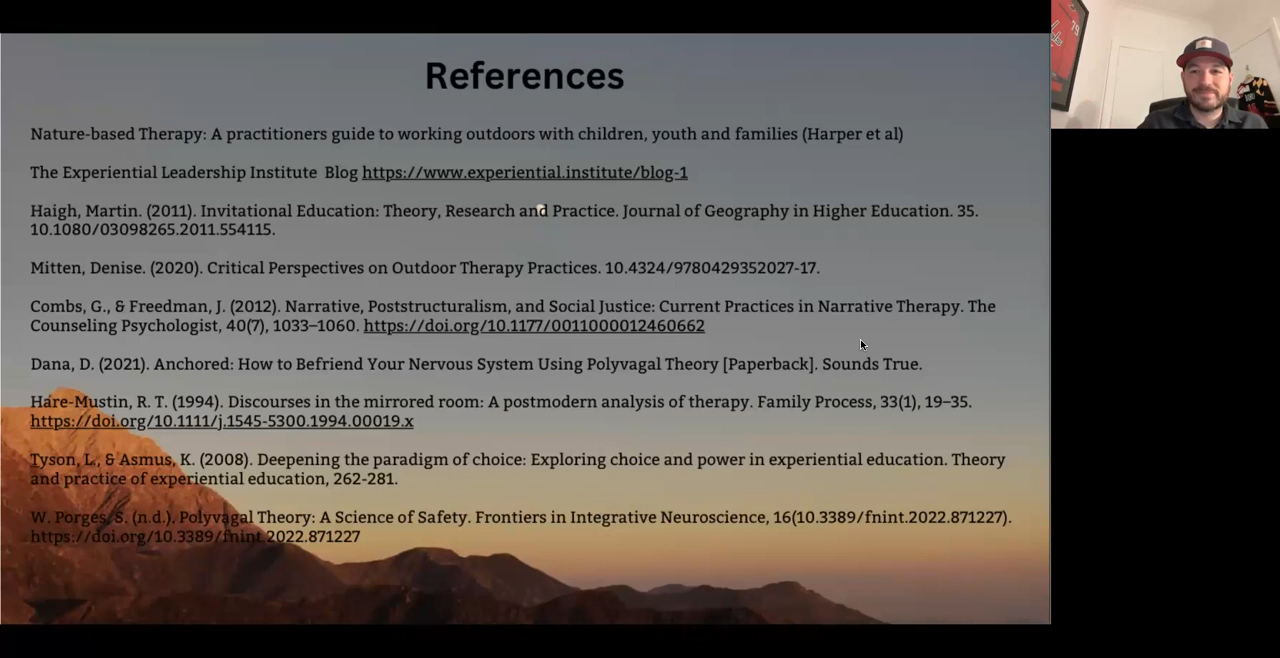 References
Nature-based Therapy: A practitioners guide to working outdoors with children, youth and families (Harper et al)
The Experiential Leadership Institute  Blog https://www.experiential.institute/blog-1
Haigh, Martin. (2011). Invitational Education: Theory, Research and Practice. Journal of Geography in Higher Education. 35.
10.1080/03098265.2011.554115.
Mitten, Denise. (2020). Critical Perspectives on Outdoor Therapy Practices. 10.4324/9780429352027-17.
Combs, G., & Freedman, J. (2012). Narrative, Poststructuralism, and Social Justice: Current Practices in Narrative Therapy. The
Counseling Psychologist, 40(7), 1033–1060. https://doi.org/10.1177/0011000012460662
Dana, D. (2021). Anchored: How to Befriend Your Nervous System Using Polyvagal Theory [Paperback]. Sounds True.
Hare-Mustin, R. T. (1994). Discourses in the mirrored room: A postmodern analysis of therapy. Family Process, 33(1), 19–35.
https://doi.org/10.1111/j.1545-5300.1994.00019.x
Tyson, L., & Asmus, K. (2008). Deepening the paradigm of choice: Exploring choice and power in experiential education. Theory
and practice of experiential education, 262-281.
W. Porges, S. (n.d.). Polyvagal Theory: A Science of Safety. Frontiers in Integrative Neuroscience, 16(10.3389/fnint.2022.871227).
https://doi.org/10.3389/fnint.2022.871227
79